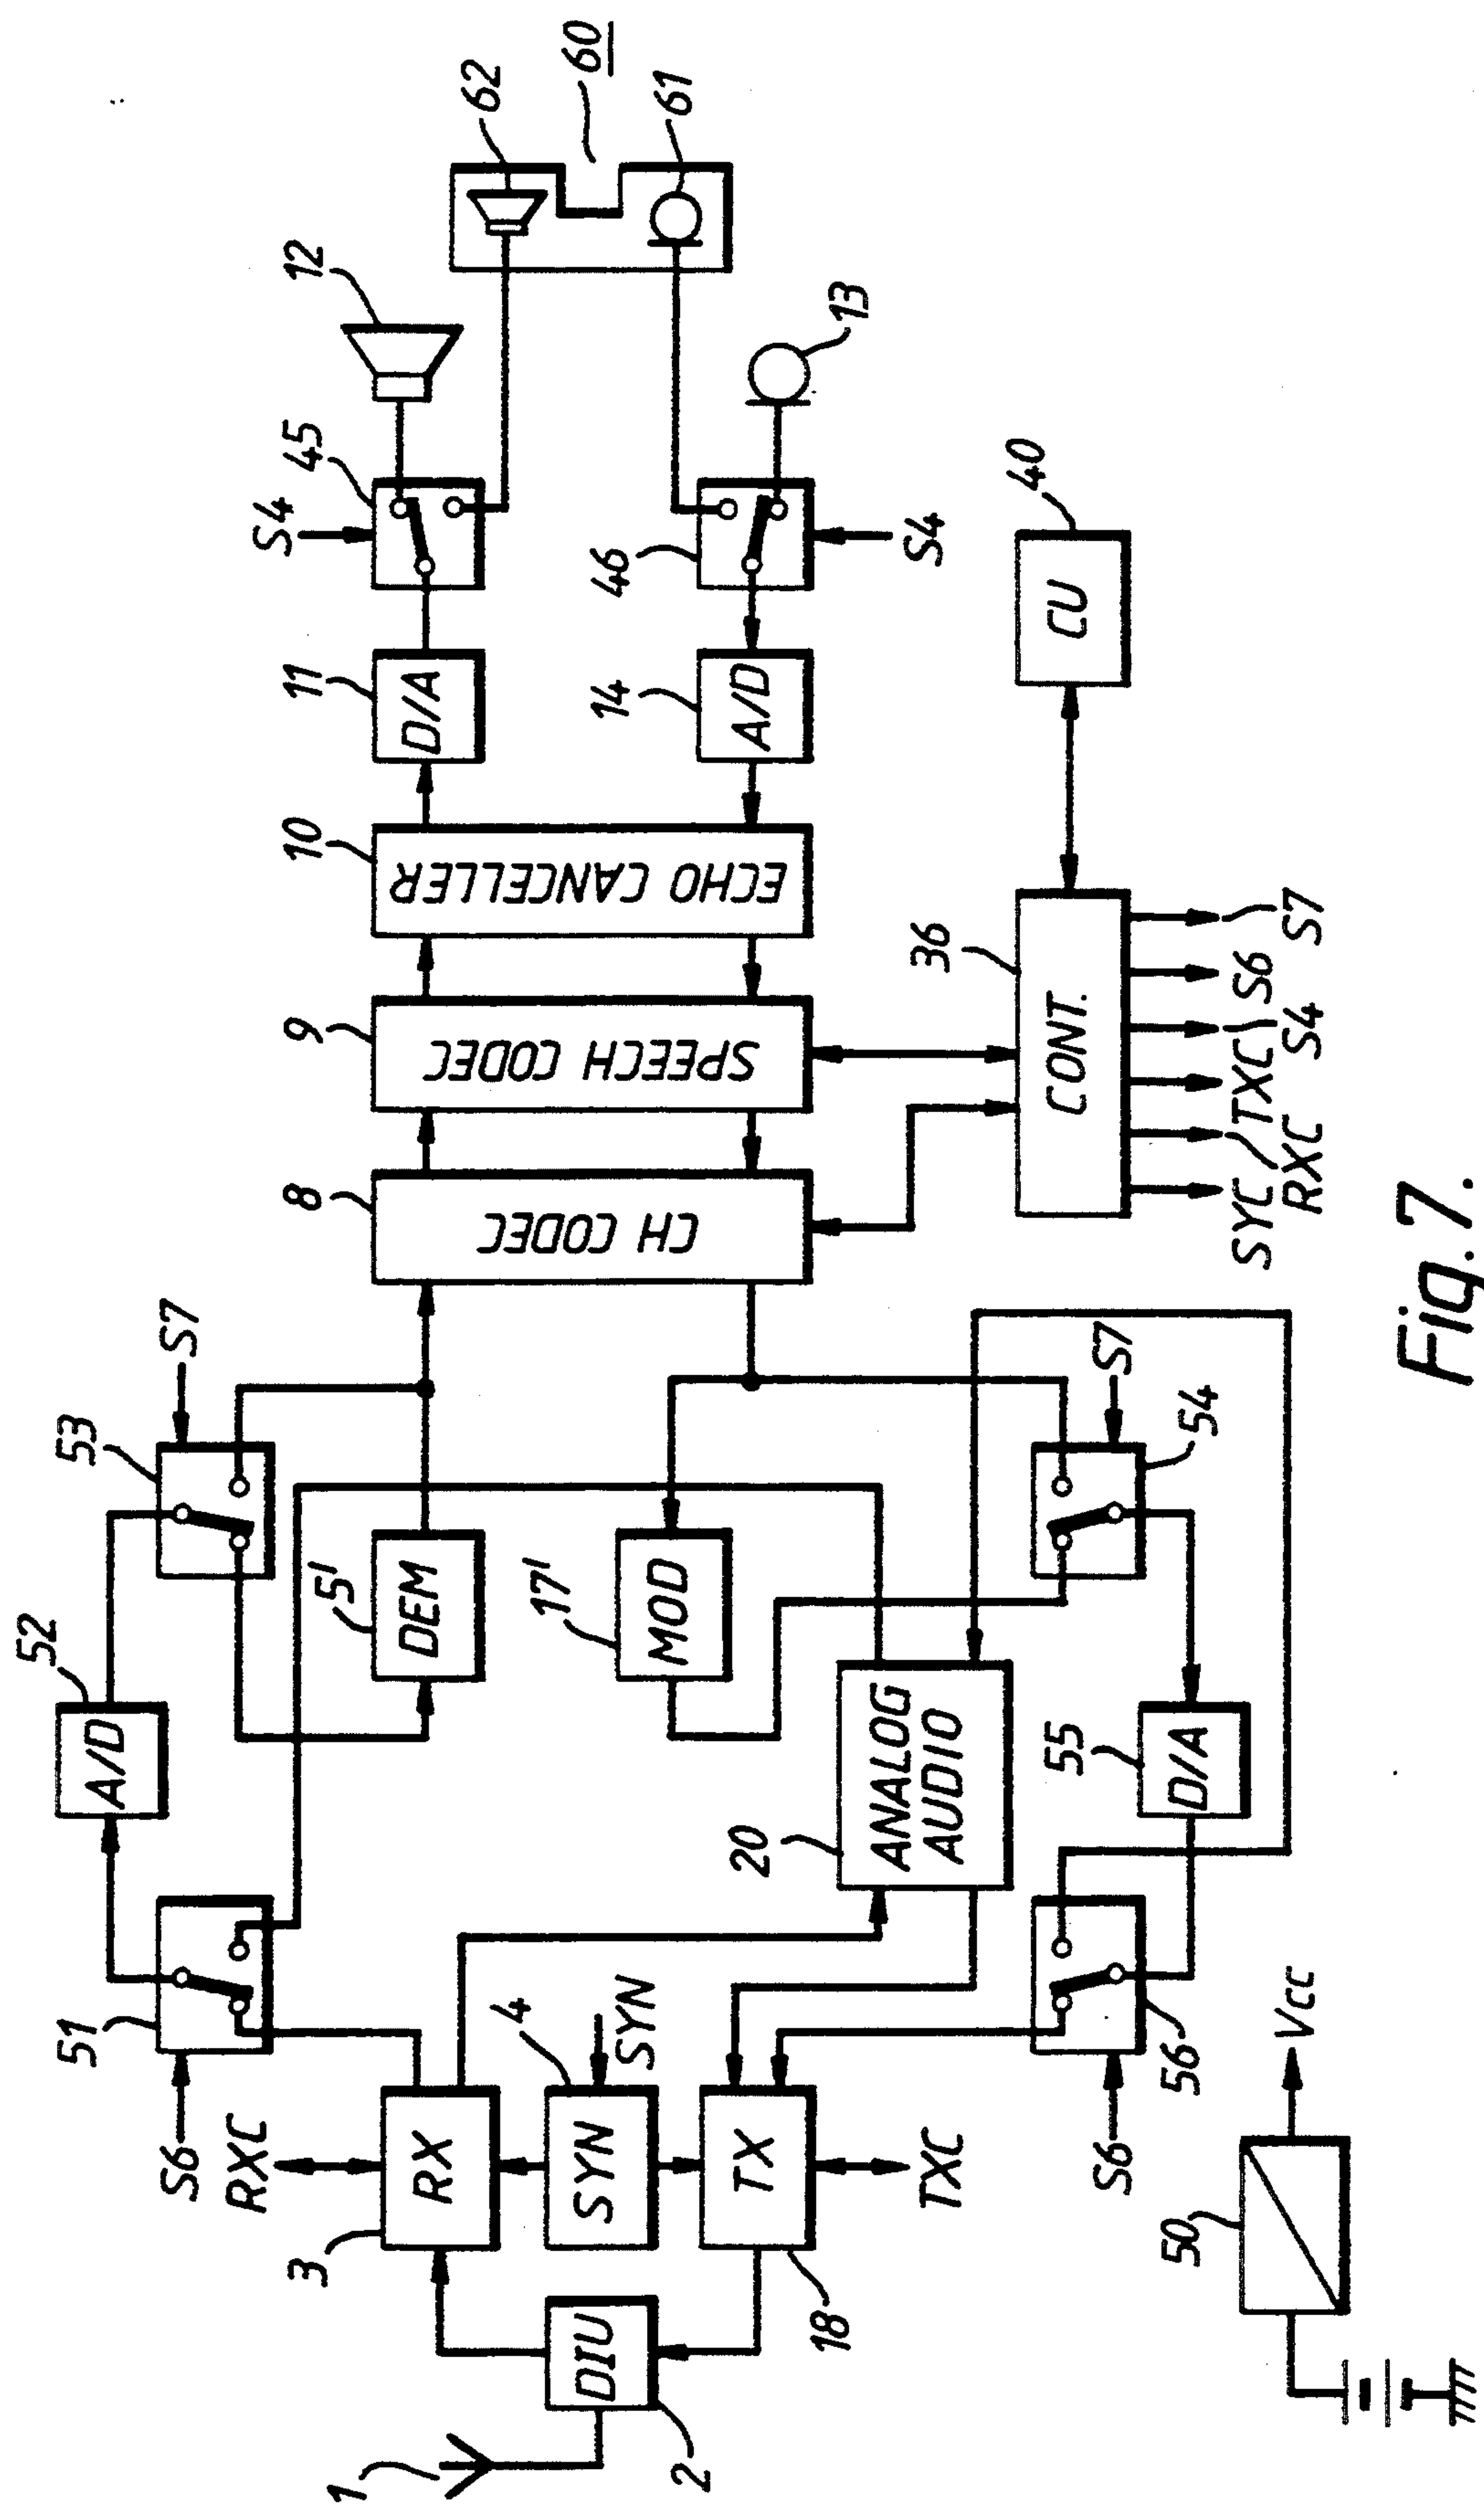 52
53
51
A/D
S7
S6
RXC
3
RX
5'
DEM
8
CH CODEC
9
SPEECH CODEC
10
ECHO CANCELLER
11
D/A
S4
45
12
62
60
61
1
DIU
2
4
SYN
SYN
17'
MOD
14
A/D
46
13
S4
TX
18
TXC
20
ANALOG
AUDIO
36
CONT.
40
CU
S6
56
55
D/A
S7
54
SYC
TXC
S6
RXC
S4
S7
50
Vcc
Fig. 7.